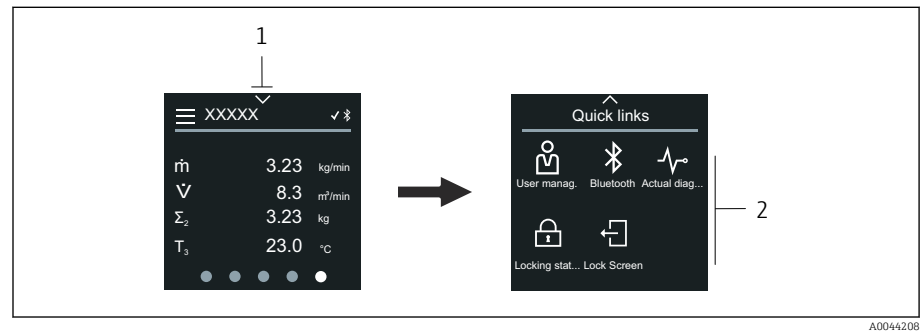 1
XXXXX
ṁ 3.23 kg/min
V̇ 8.3 m³/min
Σ₂ 3.23 kg
T₃ 23.0 °C
Quick links
User manag. Bluetooth Actual diag...
Locking stat... Lock Screen
2
A0044208